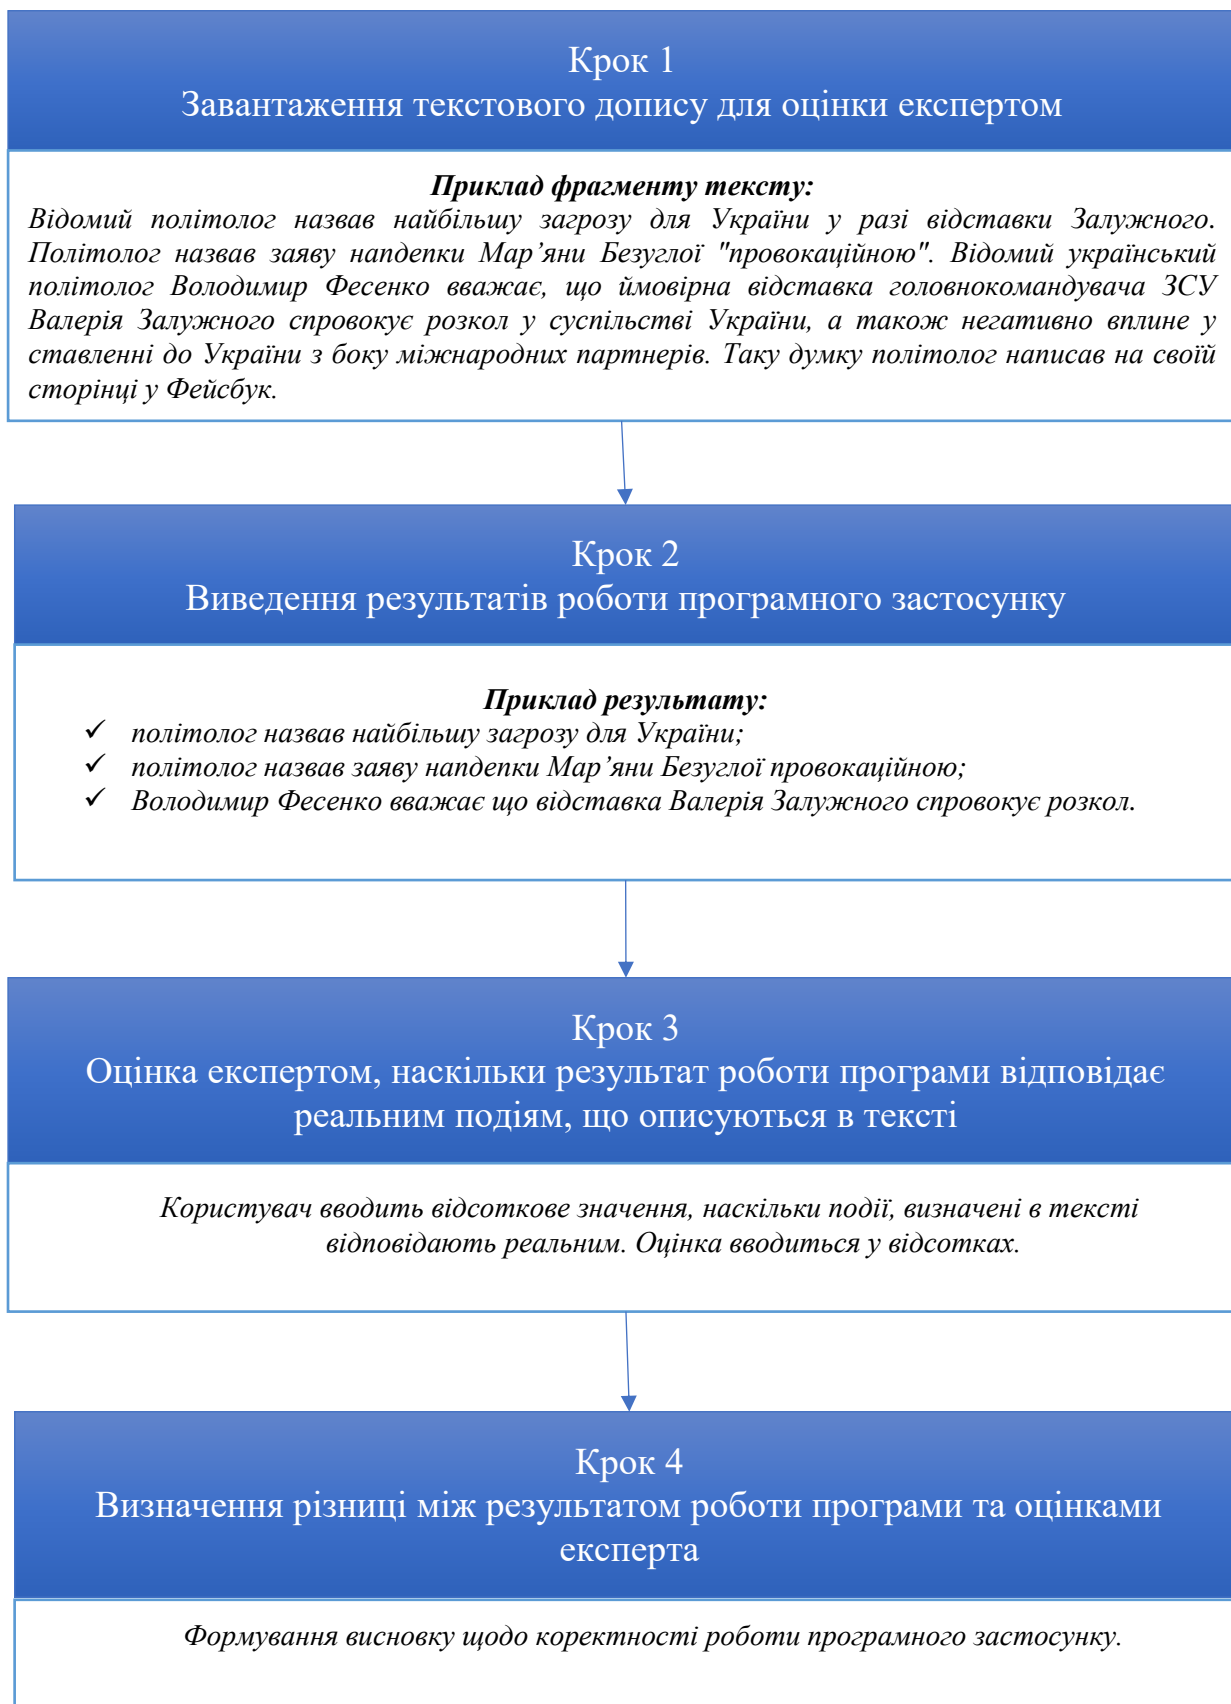 Крок 1
Завантаження текстового допису для оцінки експертом
Приклад фрагменту тексту:
Відомий політолог назвав найбільшу загрозу для України у разі відставки Залужного.
Політолог назвав заяву напдепки Мар’яни Безуглої "провокаційною". Відомий український
політолог Володимир Фесенко вважає, що ймовірна відставка головнокомандувача ЗСУ
Валерія Залужного спровокує розкол у суспільстві України, а також негативно вплине у
ставленні до України з боку міжнародних партнерів. Таку думку політолог написав на своїй
сторінці у Фейсбук.
Крок 2
Виведення результатів роботи програмного застосунку
Приклад результату:
✓ політолог назвав найбільшу загрозу для України;
✓ політолог назвав заяву напдепки Мар’яни Безуглої провокаційною;
✓ Володимир Фесенко вважає що відставка Валерія Залужного спровокує розкол.
Крок 3
Оцінка експертом, наскільки результат роботи програми відповідає
реальним подіям, що описуються в тексті
Користувач вводить відсоткове значення, наскільки події, визначені в тексті
відповідають реальним. Оцінка вводиться у відсотках.
Крок 4
Визначення різниці між результатом роботи програми та оцінками
експерта
Формування висновку щодо коректності роботи програмного застосунку.